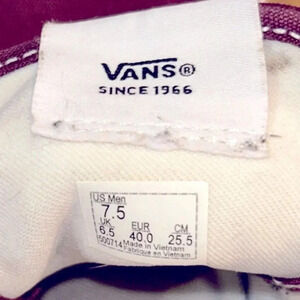 VANS®
SINCE 1966
US Men
7.5
UK EUR CM
6.5 40.0 25.5
500714 Made in Vietnam
Fabriqué en Vietnam